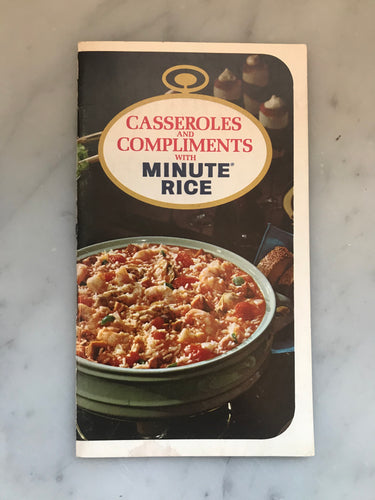 CASSEROLES
AND
COMPLIMENTS
WITH
MINUTE®
RICE